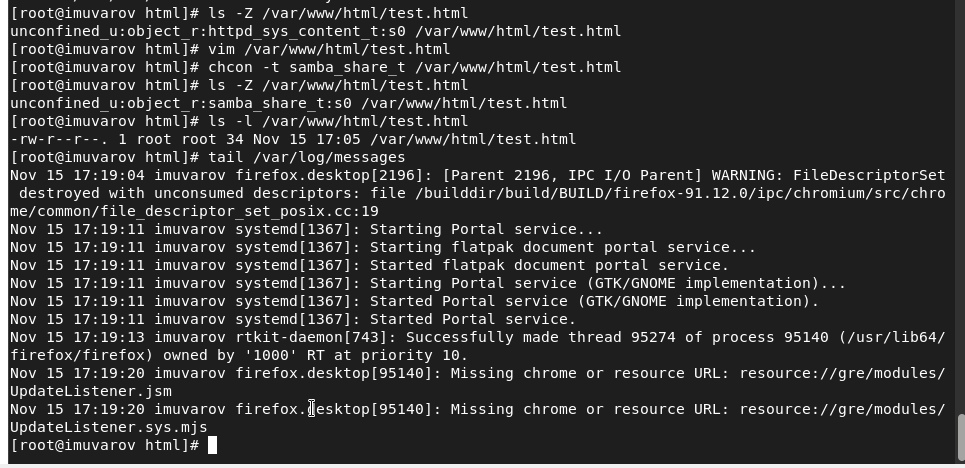 [root@imuvarov html]# ls -Z /var/www/html/test.html
unconfined_u:object_r:httpd_sys_content_t:s0 /var/www/html/test.html
[root@imuvarov html]# vim /var/www/html/test.html
[root@imuvarov html]# chcon -t samba_share_t /var/www/html/test.html
[root@imuvarov html]# ls -Z /var/www/html/test.html
unconfined_u:object_r:samba_share_t:s0 /var/www/html/test.html
[root@imuvarov html]# ls -l /var/www/html/test.html
-rw-r--r--. 1 root root 34 Nov 15 17:05 /var/www/html/test.html
[root@imuvarov html]# tail /var/log/messages
Nov 15 17:19:04 imuvarov firefox.desktop[2196]: [Parent 2196, IPC I/O Parent] WARNING: FileDescriptorSet
 destroyed with unconsumed descriptors: file /builddir/build/BUILD/firefox-91.12.0/ipc/chromium/src/chro
me/common/file_descriptor_set_posix.cc:19
Nov 15 17:19:11 imuvarov systemd[1367]: Starting Portal service...
Nov 15 17:19:11 imuvarov systemd[1367]: Starting flatpak document portal service...
Nov 15 17:19:11 imuvarov systemd[1367]: Started flatpak document portal service.
Nov 15 17:19:11 imuvarov systemd[1367]: Starting Portal service (GTK/GNOME implementation)...
Nov 15 17:19:11 imuvarov systemd[1367]: Started Portal service (GTK/GNOME implementation).
Nov 15 17:19:11 imuvarov systemd[1367]: Started Portal service.
Nov 15 17:19:13 imuvarov rtkit-daemon[743]: Successfully made thread 95274 of process 95140 (/usr/lib64/
firefox/firefox) owned by '1000' RT at priority 10.
Nov 15 17:19:20 imuvarov firefox.desktop[95140]: Missing chrome or resource URL: resource://gre/modules/
UpdateListener.jsm
Nov 15 17:19:20 imuvarov firefox.desktop[95140]: Missing chrome or resource URL: resource://gre/modules/
UpdateListener.sys.mjs
[root@imuvarov html]#